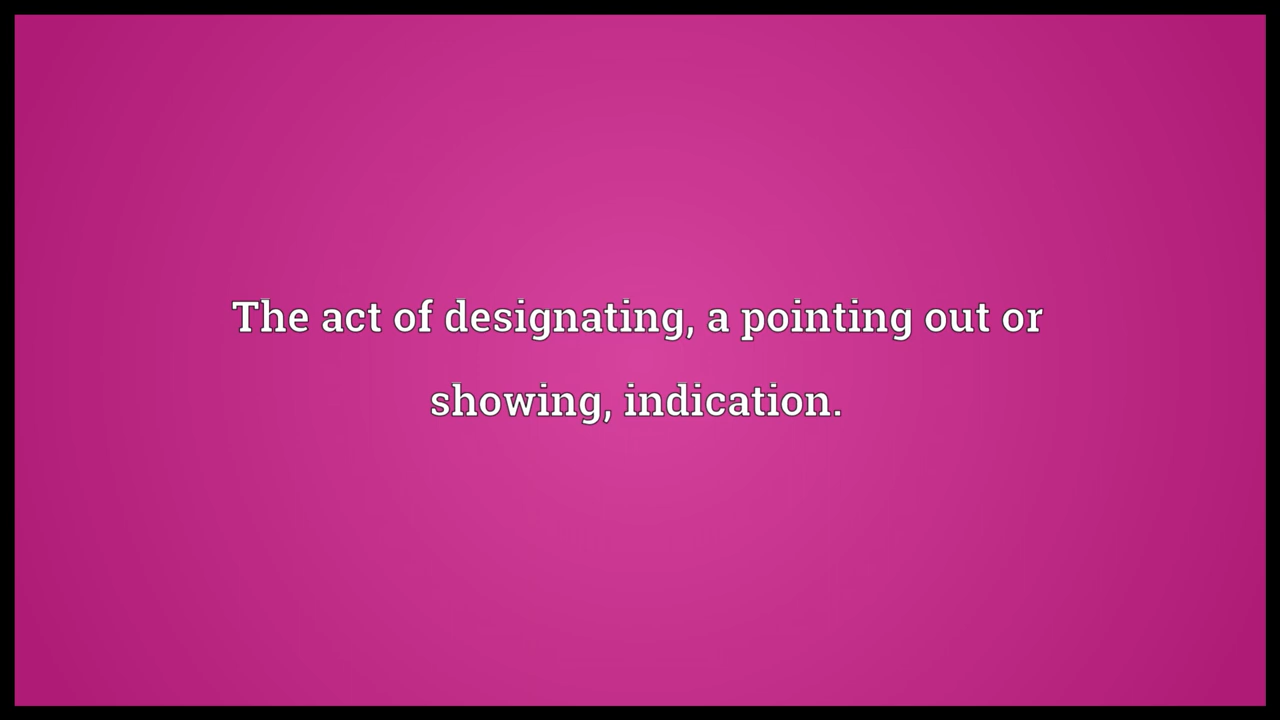 The act of designating, a pointing out or
showing, indication.